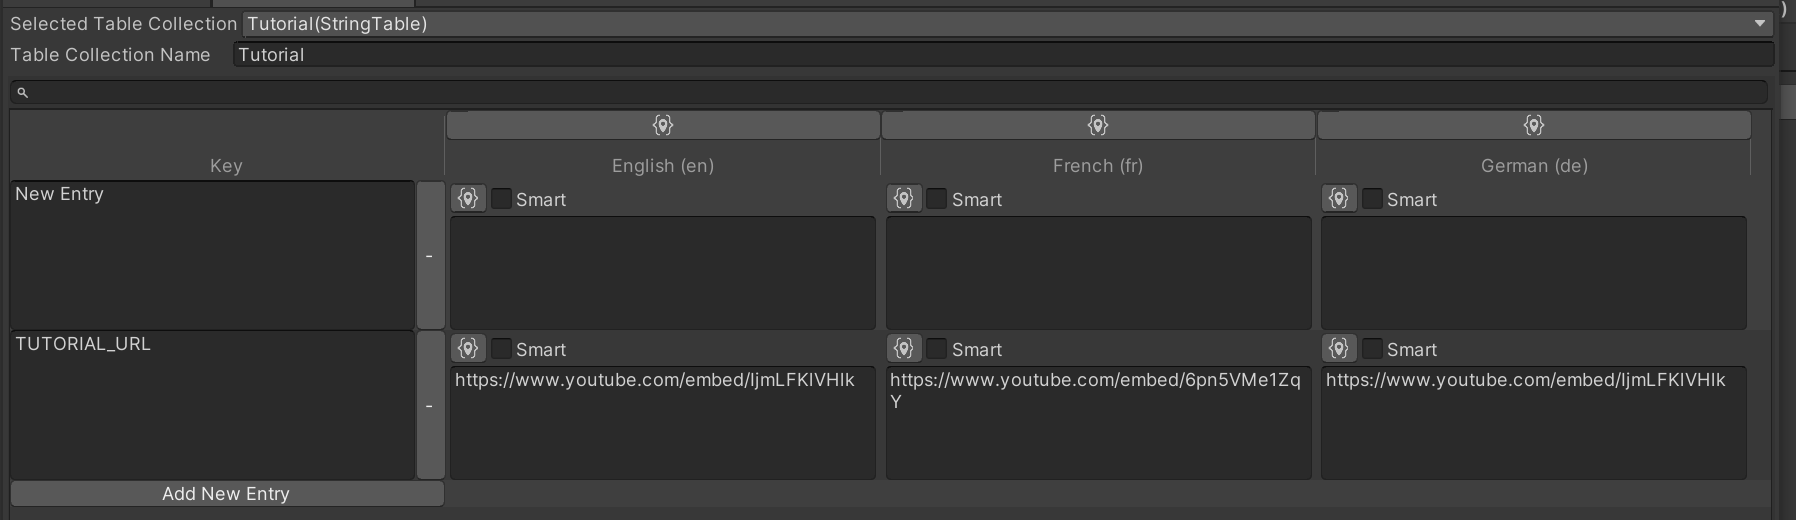 Selected Table Collection Tutorial(StringTable)
Table Collection Name Tutorial
Key English (en) French (fr) German (de)
New Entry - Smart Smart Smart
TUTORIAL_URL - Smart Smart Smart
https://www.youtube.com/embed/ljmLFKIVHIk https://www.youtube.com/embed/6pn5VMe1Zq https://www.youtube.com/embed/ljmLFKIVHIk
Y
Add New Entry